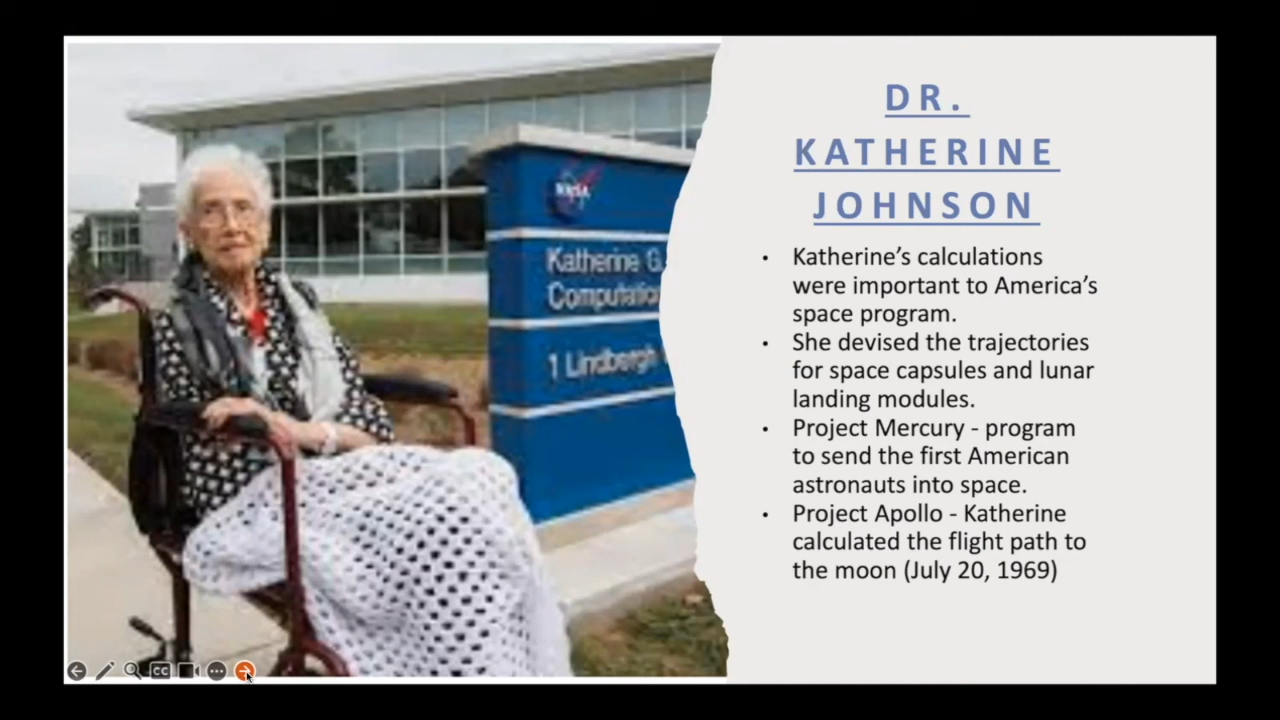 DR.
KATHERINE
JOHNSON
Katherine’s calculations
were important to America’s
space program.
She devised the trajectories
for space capsules and lunar
landing modules.
Project Mercury - program
to send the first American
astronauts into space.
Project Apollo - Katherine
calculated the flight path to
the moon (July 20, 1969)
NASA
Katherine G.
Computation
1 Lindbergh
CC